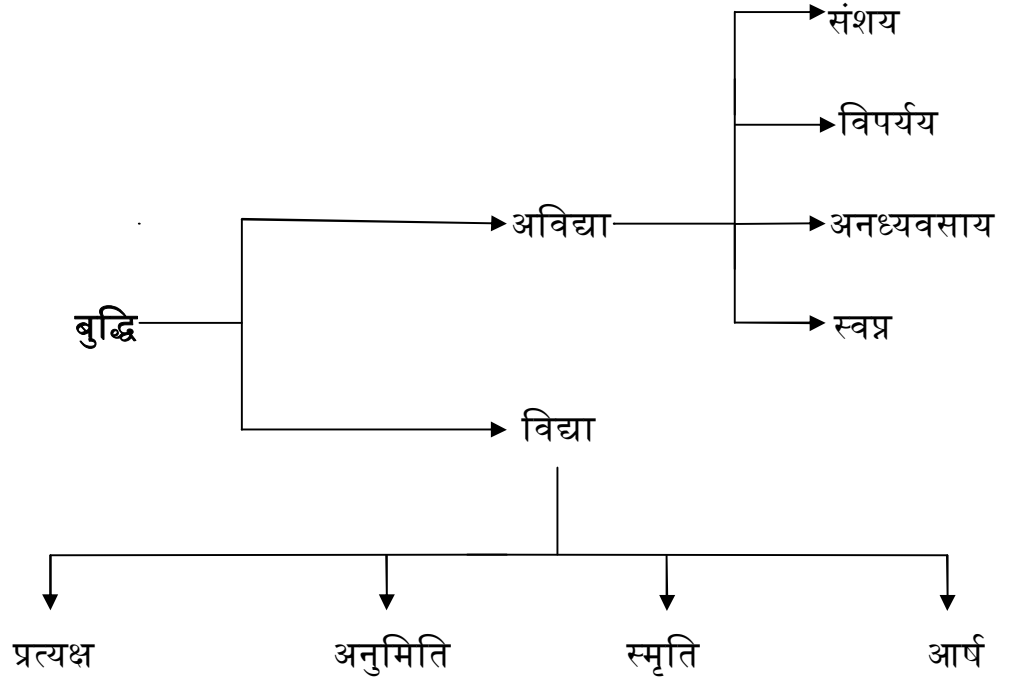 संशय
विपर्यय
अविद्या अनध्यवसाय
बुद्धि स्वप्न
विद्या
प्रत्यक्ष अनुमिति स्मृति आर्ष